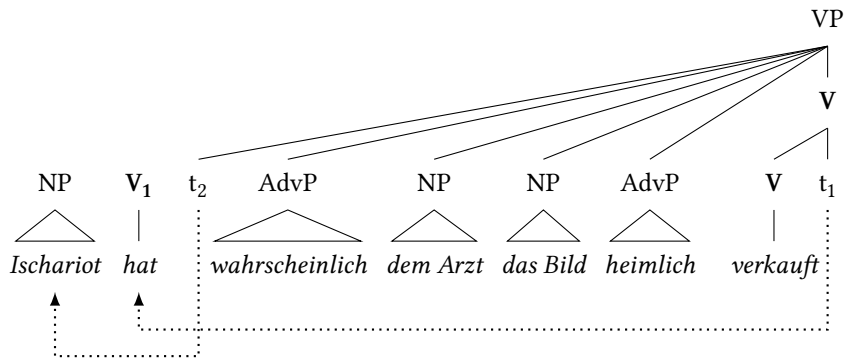 VP
V
NP V₁ t₂ AdvP NP NP AdvP V t₁
Ischariot hat wahrscheinlich dem Arzt das Bild heimlich verkauft